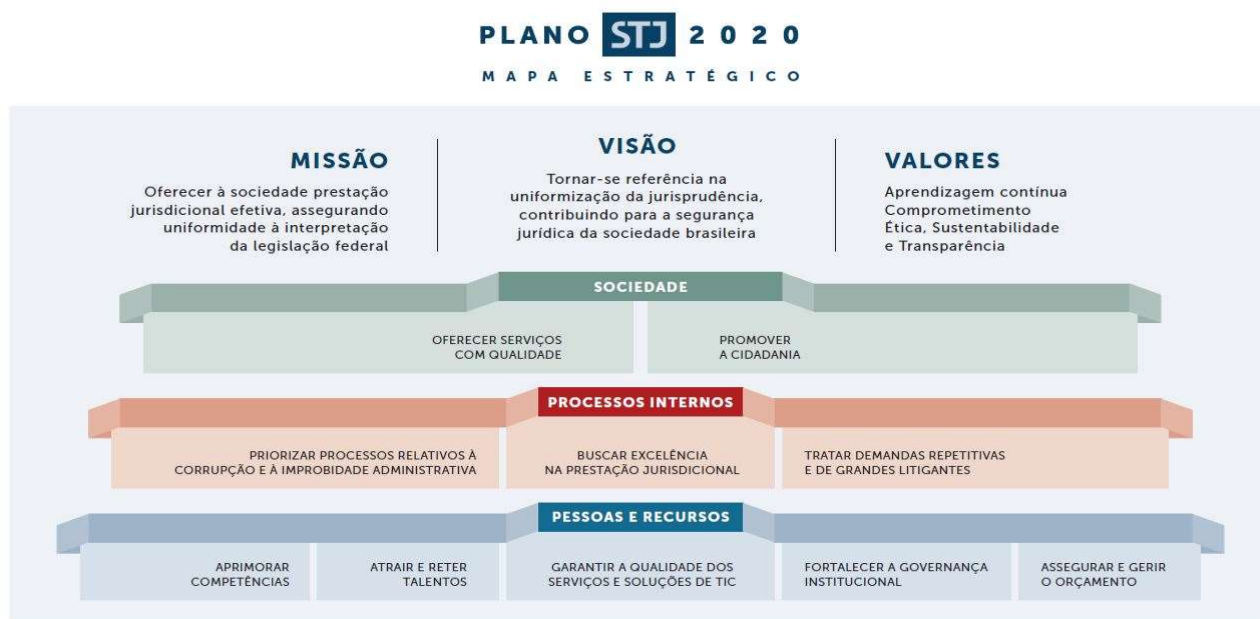 PLANO STJ 2020
MAPA ESTRATÉGICO
MISSÃO
Oferecer à sociedade prestação
jurisdicional efetiva, assegurando
uniformidade à interpretação
da legislação federal
VISÃO
Tornar-se referência na
uniformização da jurisprudência,
contribuindo para a segurança
jurídica da sociedade brasileira
VALORES
Aprendizagem contínua
Comprometimento
Ética, Sustentabilidade
e Transparência
SOCIEDADE
OFERECER SERVIÇOS
COM QUALIDADE
PROMOVER
A CIDADANIA
PROCESSOS INTERNOS
PRIORIZAR PROCESSOS RELATIVOS À
CORRUPÇÃO E À IMPROBIDADE ADMINISTRATIVA
BUSCAR EXCELÊNCIA
NA PRESTAÇÃO JURISDICIONAL
TRATAR DEMANDAS REPETITIVAS
E DE GRANDES LITIGANTES
PESSOAS E RECURSOS
APRIMORAR
COMPETÊNCIAS
ATRAIR E RETER
TALENTOS
GARANTIR A QUALIDADE DOS
SERVIÇOS E SOLUÇÕES DE TIC
FORTALECER A GOVERNANÇA
INSTITUCIONAL
ASSEGURAR E GERIR
O ORÇAMENTO